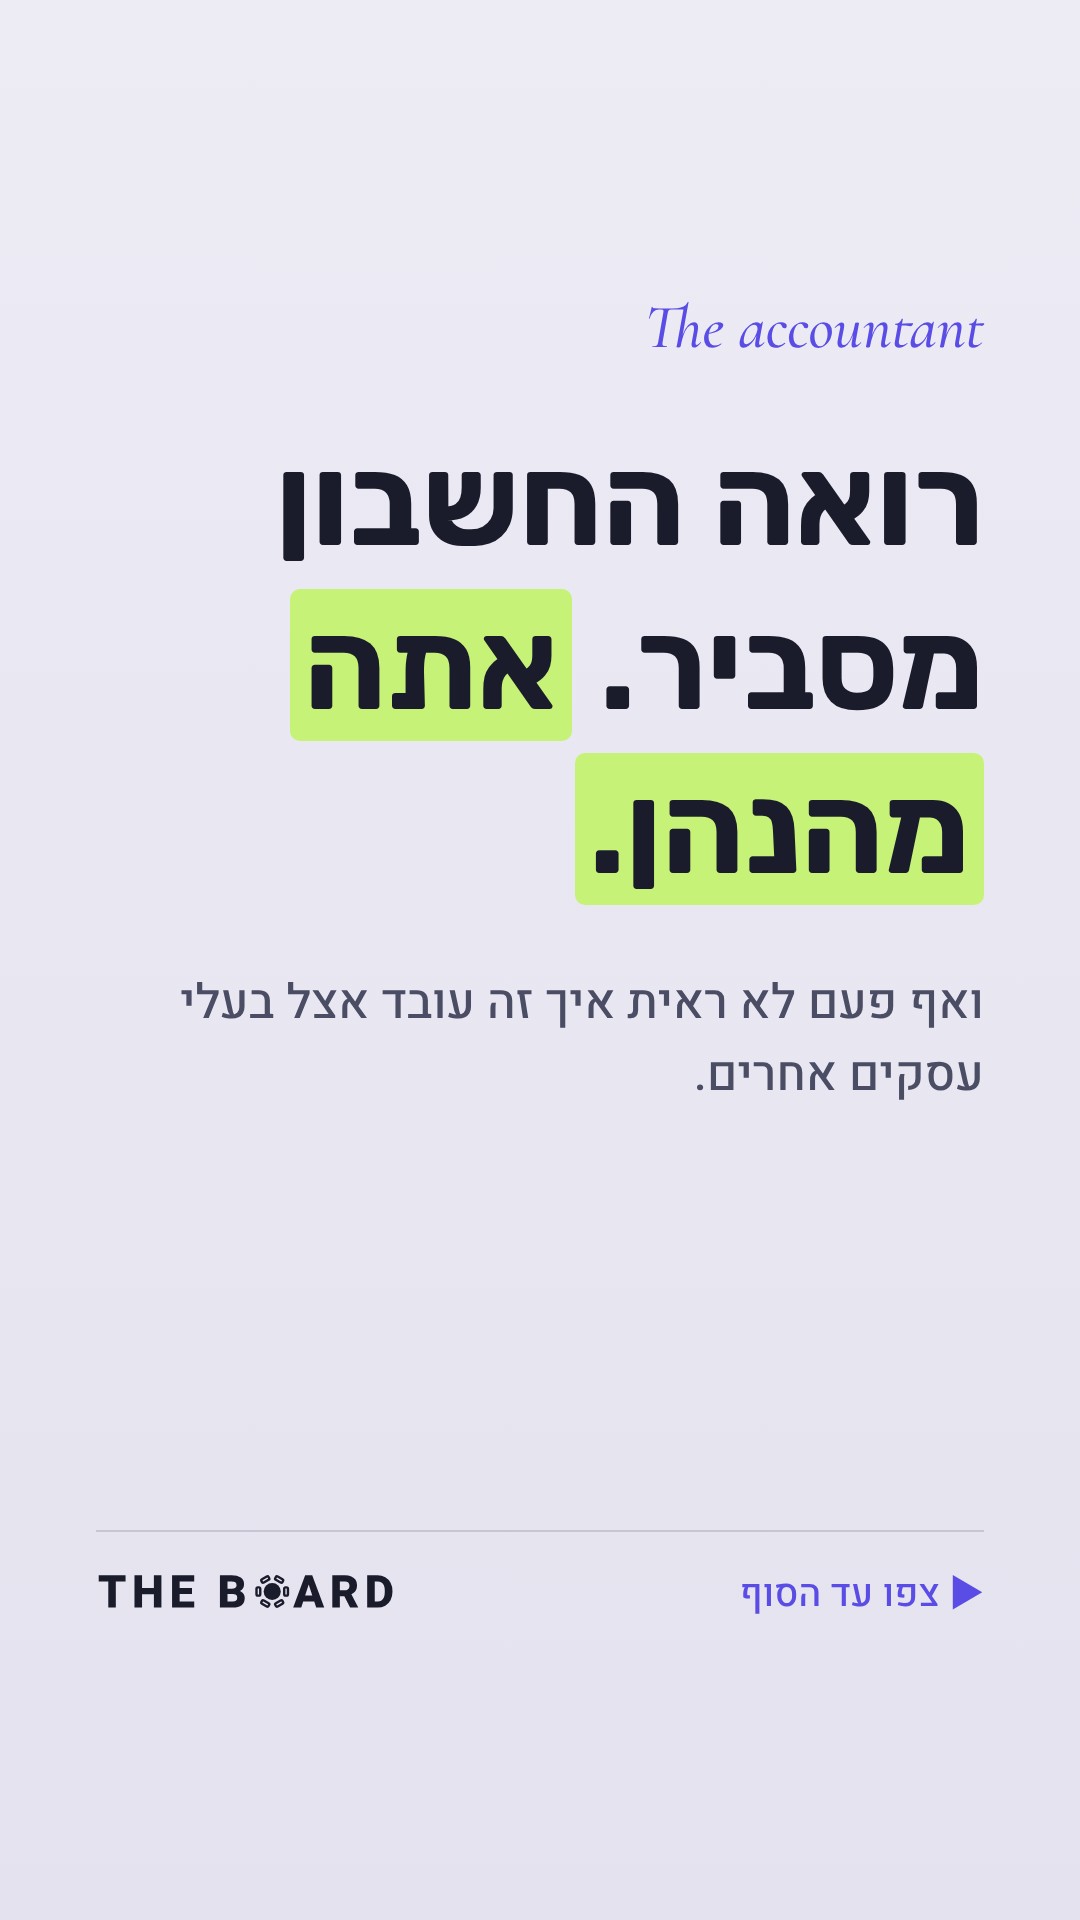 The accountant
רואה החשבון
מסביר. אתה
מהנהן.
ואף פעם לא ראית איך זה עובד אצל בעלי
עסקים אחרים.
▶ צפו עד הסוף
THE BOARD